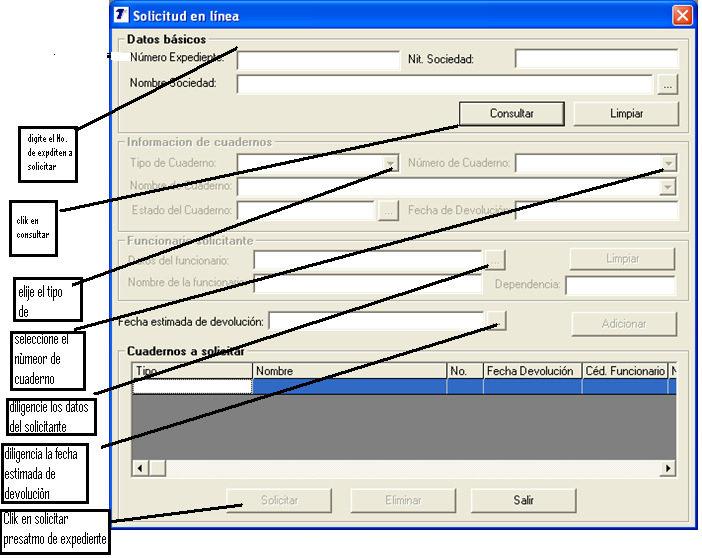 Solicitud en línea
Datos básicos
Número Expediente:
Nit. Sociedad:
Nombre Sociedad:
...
Consultar
Limpiar
digite el No.
de expditen a
solicitar
Informacion de cuadernos
Tipo de Cuaderno:
Número de Cuaderno:
Nombre de Cuaderno:
Estado del Cuaderno:
...
Fecha de Devolución:
clik en
consultar
Funcionario solicitante
Datos del funcionario:
...
Limpiar
Nombre de la funcionario:
Dependencia:
elije el tipo
de
Fecha estimada de devolución:
Adicionar
seleccione el
nùmeor de
cuaderno
Cuadernos a solicitar
Tipo
Nombre
No.
Fecha Devolución
Céd. Funcionario
N
diligencie los datos
del solicitante
diligencia la fecha
estimada de
devoluciòn
Solicitar
Eliminar
Salir
Clik en solicitar
presatmo de expediente